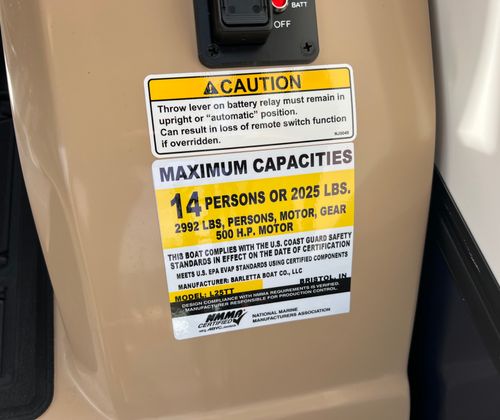 BATT
OFF
CAUTION
Throw lever on battery relay must remain in
upright or “automatic” position.
Can result in loss of remote switch function
if overridden.
MAXIMUM CAPACITIES
14 PERSONS OR 2025 LBS.
2992 LBS, PERSONS, MOTOR, GEAR
500 H.P. MOTOR
THIS BOAT COMPLIES WITH THE U.S. COAST GUARD SAFETY
STANDARDS IN EFFECT ON THE DATE OF CERTIFICATION
MEETS U.S. EPA EVAP STANDARDS USING CERTIFIED COMPONENTS
MANUFACTURER: BARLETTA BOAT CO., LLC
MODEL: L25TT BRISTOL, IN
DESIGN COMPLIANCE WITH NMMA REQUIREMENTS IS VERIFIED.
MANUFACTURER RESPONSIBLE FOR PRODUCTION CONTROL.
NMMA
CERTIFIED
NATIONAL MARINE
MANUFACTURERS ASSOCIATION